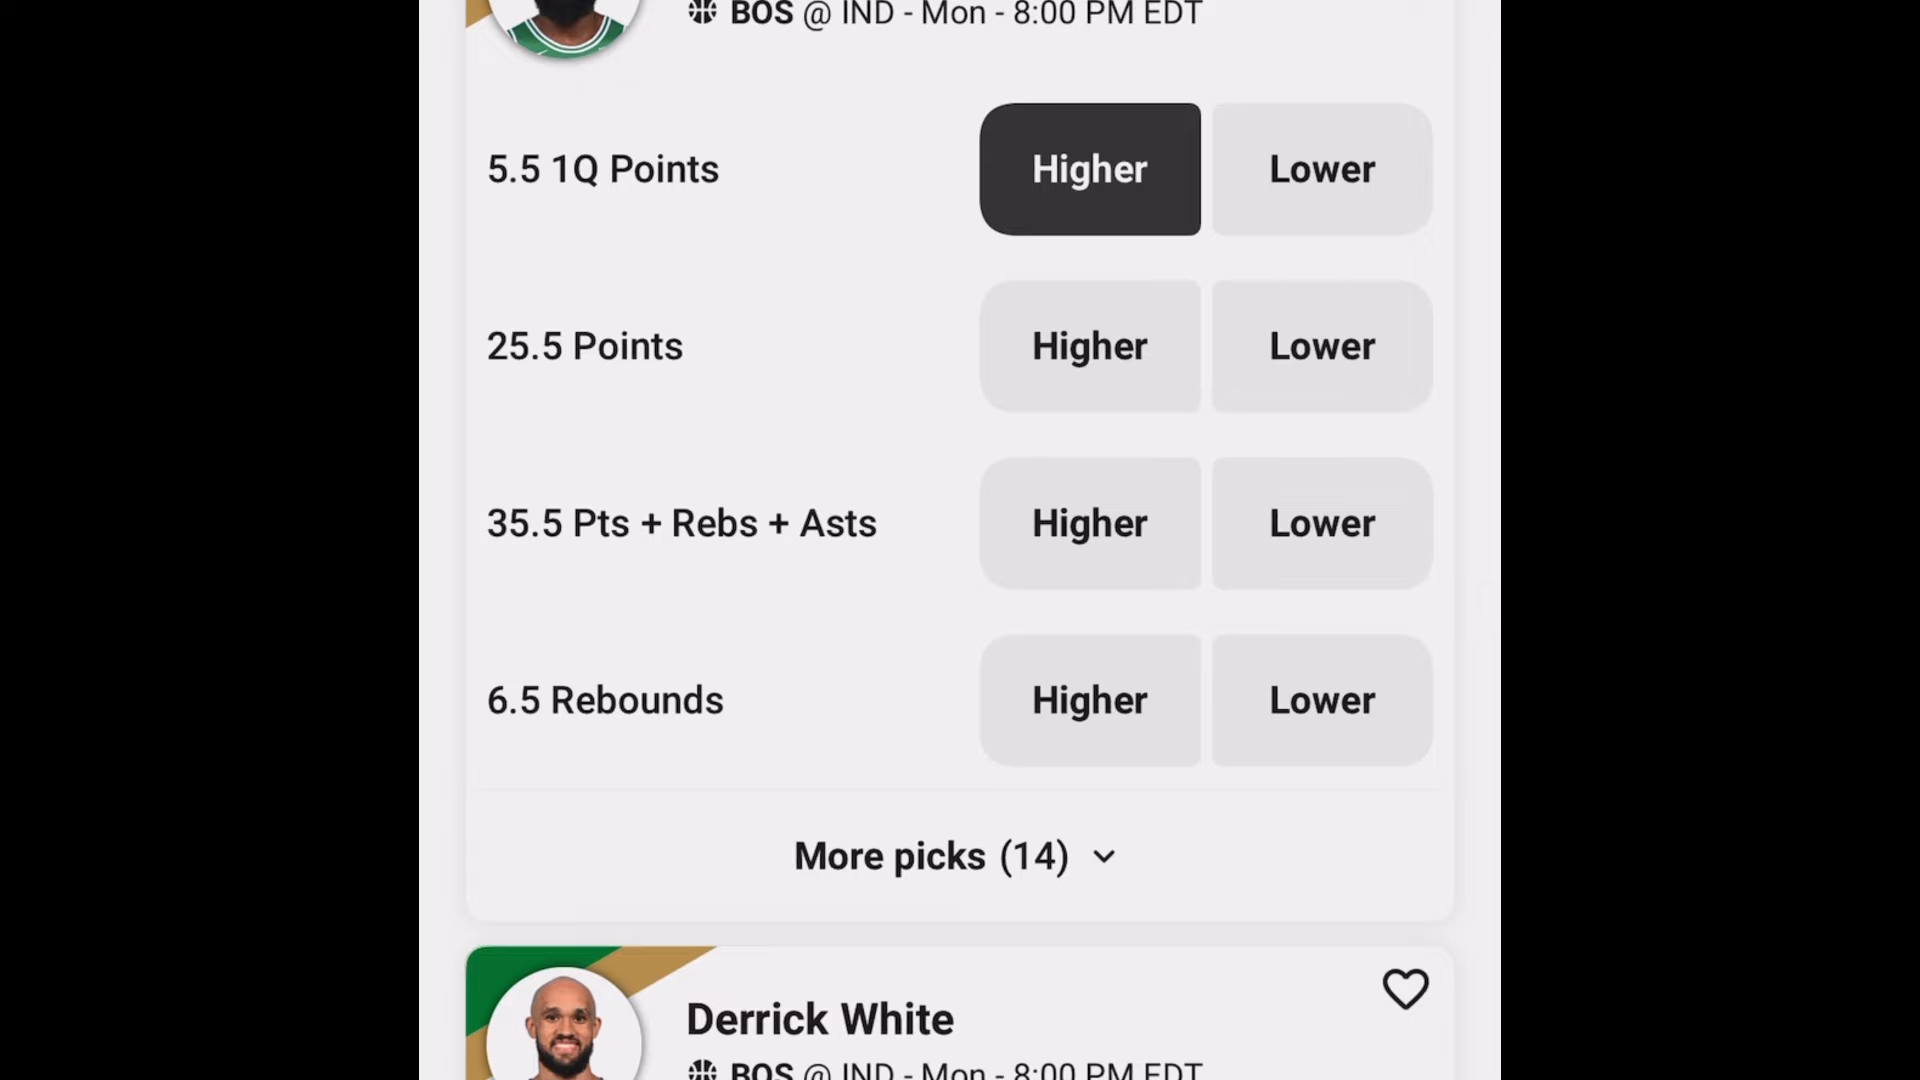 BOS @ IND - Mon - 8:00 PM EDT
5.5 1Q Points Higher Lower
25.5 Points Higher Lower
35.5 Pts + Rebs + Asts Higher Lower
6.5 Rebounds Higher Lower
More picks (14)
Derrick White
BOS @ IND - Mon - 8:00 PM EDT